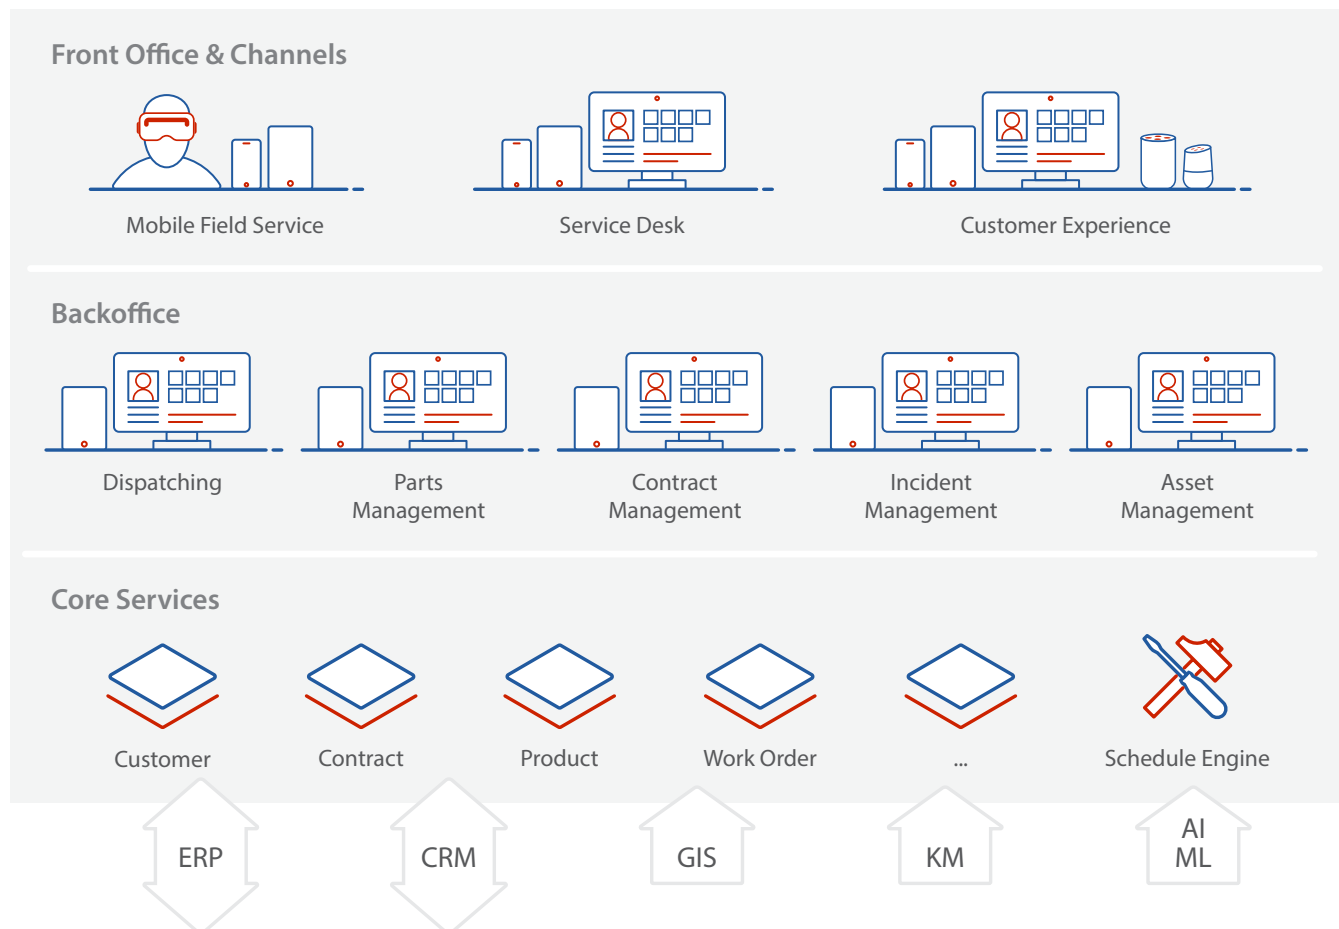 Front Office & Channels
Mobile Field Service
Service Desk
Customer Experience
Backoffice
Dispatching
Parts
Management
Contract
Management
Incident
Management
Asset
Management
Core Services
Customer
Contract
Product
Work Order
...
Schedule Engine
ERP
CRM
GIS
KM
AI
ML